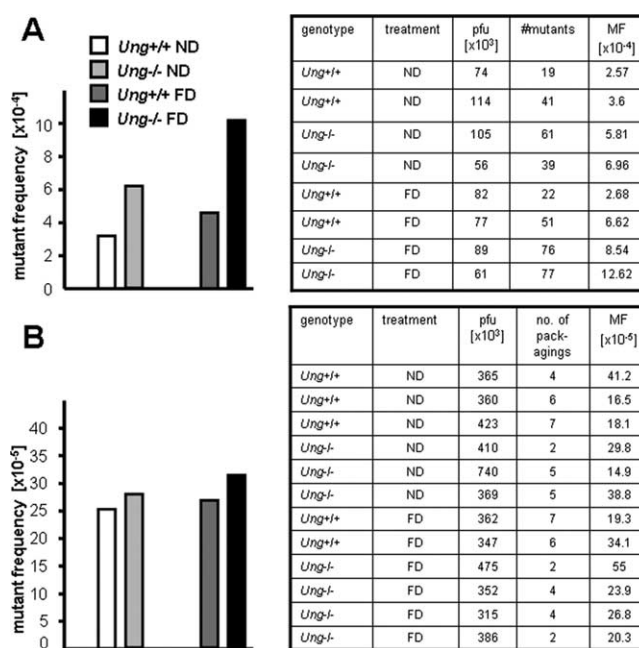 A
Ung+/+ ND
Ung-/- ND
Ung+/+ FD
Ung-/- FD
mutant frequency [x10-4]
10
8
6
4
2
0
genotype treatment pfu [x10³] #mutants MF [x10-4]
Ung+/+ ND 74 19 2.57
Ung+/+ ND 114 41 3.6
Ung-/- ND 105 61 5.81
Ung-/- ND 56 39 6.96
Ung+/+ FD 82 22 2.68
Ung+/+ FD 77 51 6.62
Ung-/- FD 89 76 8.54
Ung-/- FD 61 77 12.62
B
mutant frequency [x10-5]
40
35
30
25
20
15
10
5
0
genotype treatment pfu [x10³] no. of pack-agings MF [x10-5]
Ung+/+ ND 365 4 41.2
Ung+/+ ND 360 6 16.5
Ung+/+ ND 423 7 18.1
Ung-/- ND 410 2 29.8
Ung-/- ND 740 5 14.9
Ung-/- ND 369 5 38.8
Ung+/+ FD 362 7 19.3
Ung+/+ FD 347 6 34.1
Ung-/- FD 475 2 55
Ung-/- FD 352 4 23.9
Ung-/- FD 315 4 26.8
Ung-/- FD 386 2 20.3